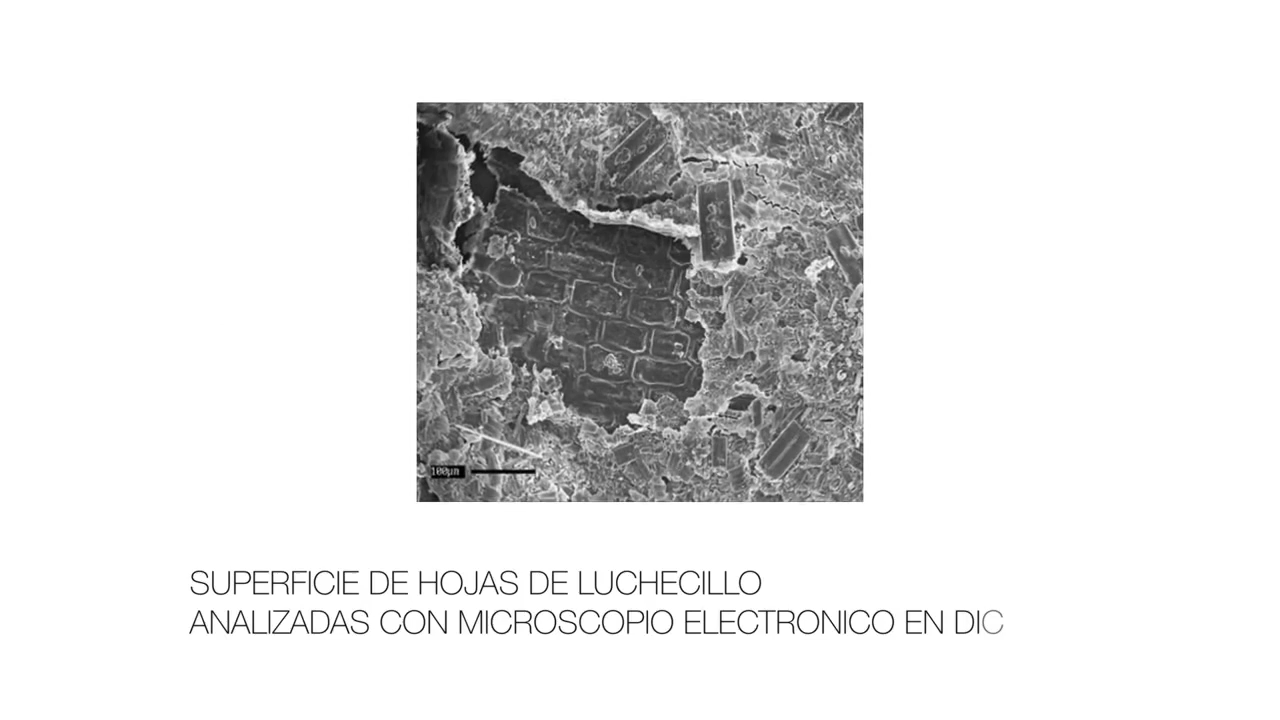 100µm
SUPERFICIE DE HOJAS DE LUCHECILLO
ANALIZADAS CON MICROSCOPIO ELECTRONICO EN DIC